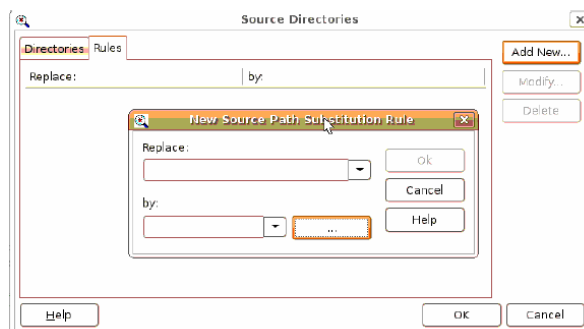 Source Directories
Directories Rules
Add New...
Replace: by:
Modify...
Delete
New Source Path Substitution Rule
Replace:
Ok
Cancel
by:
...
Help
Help
OK
Cancel